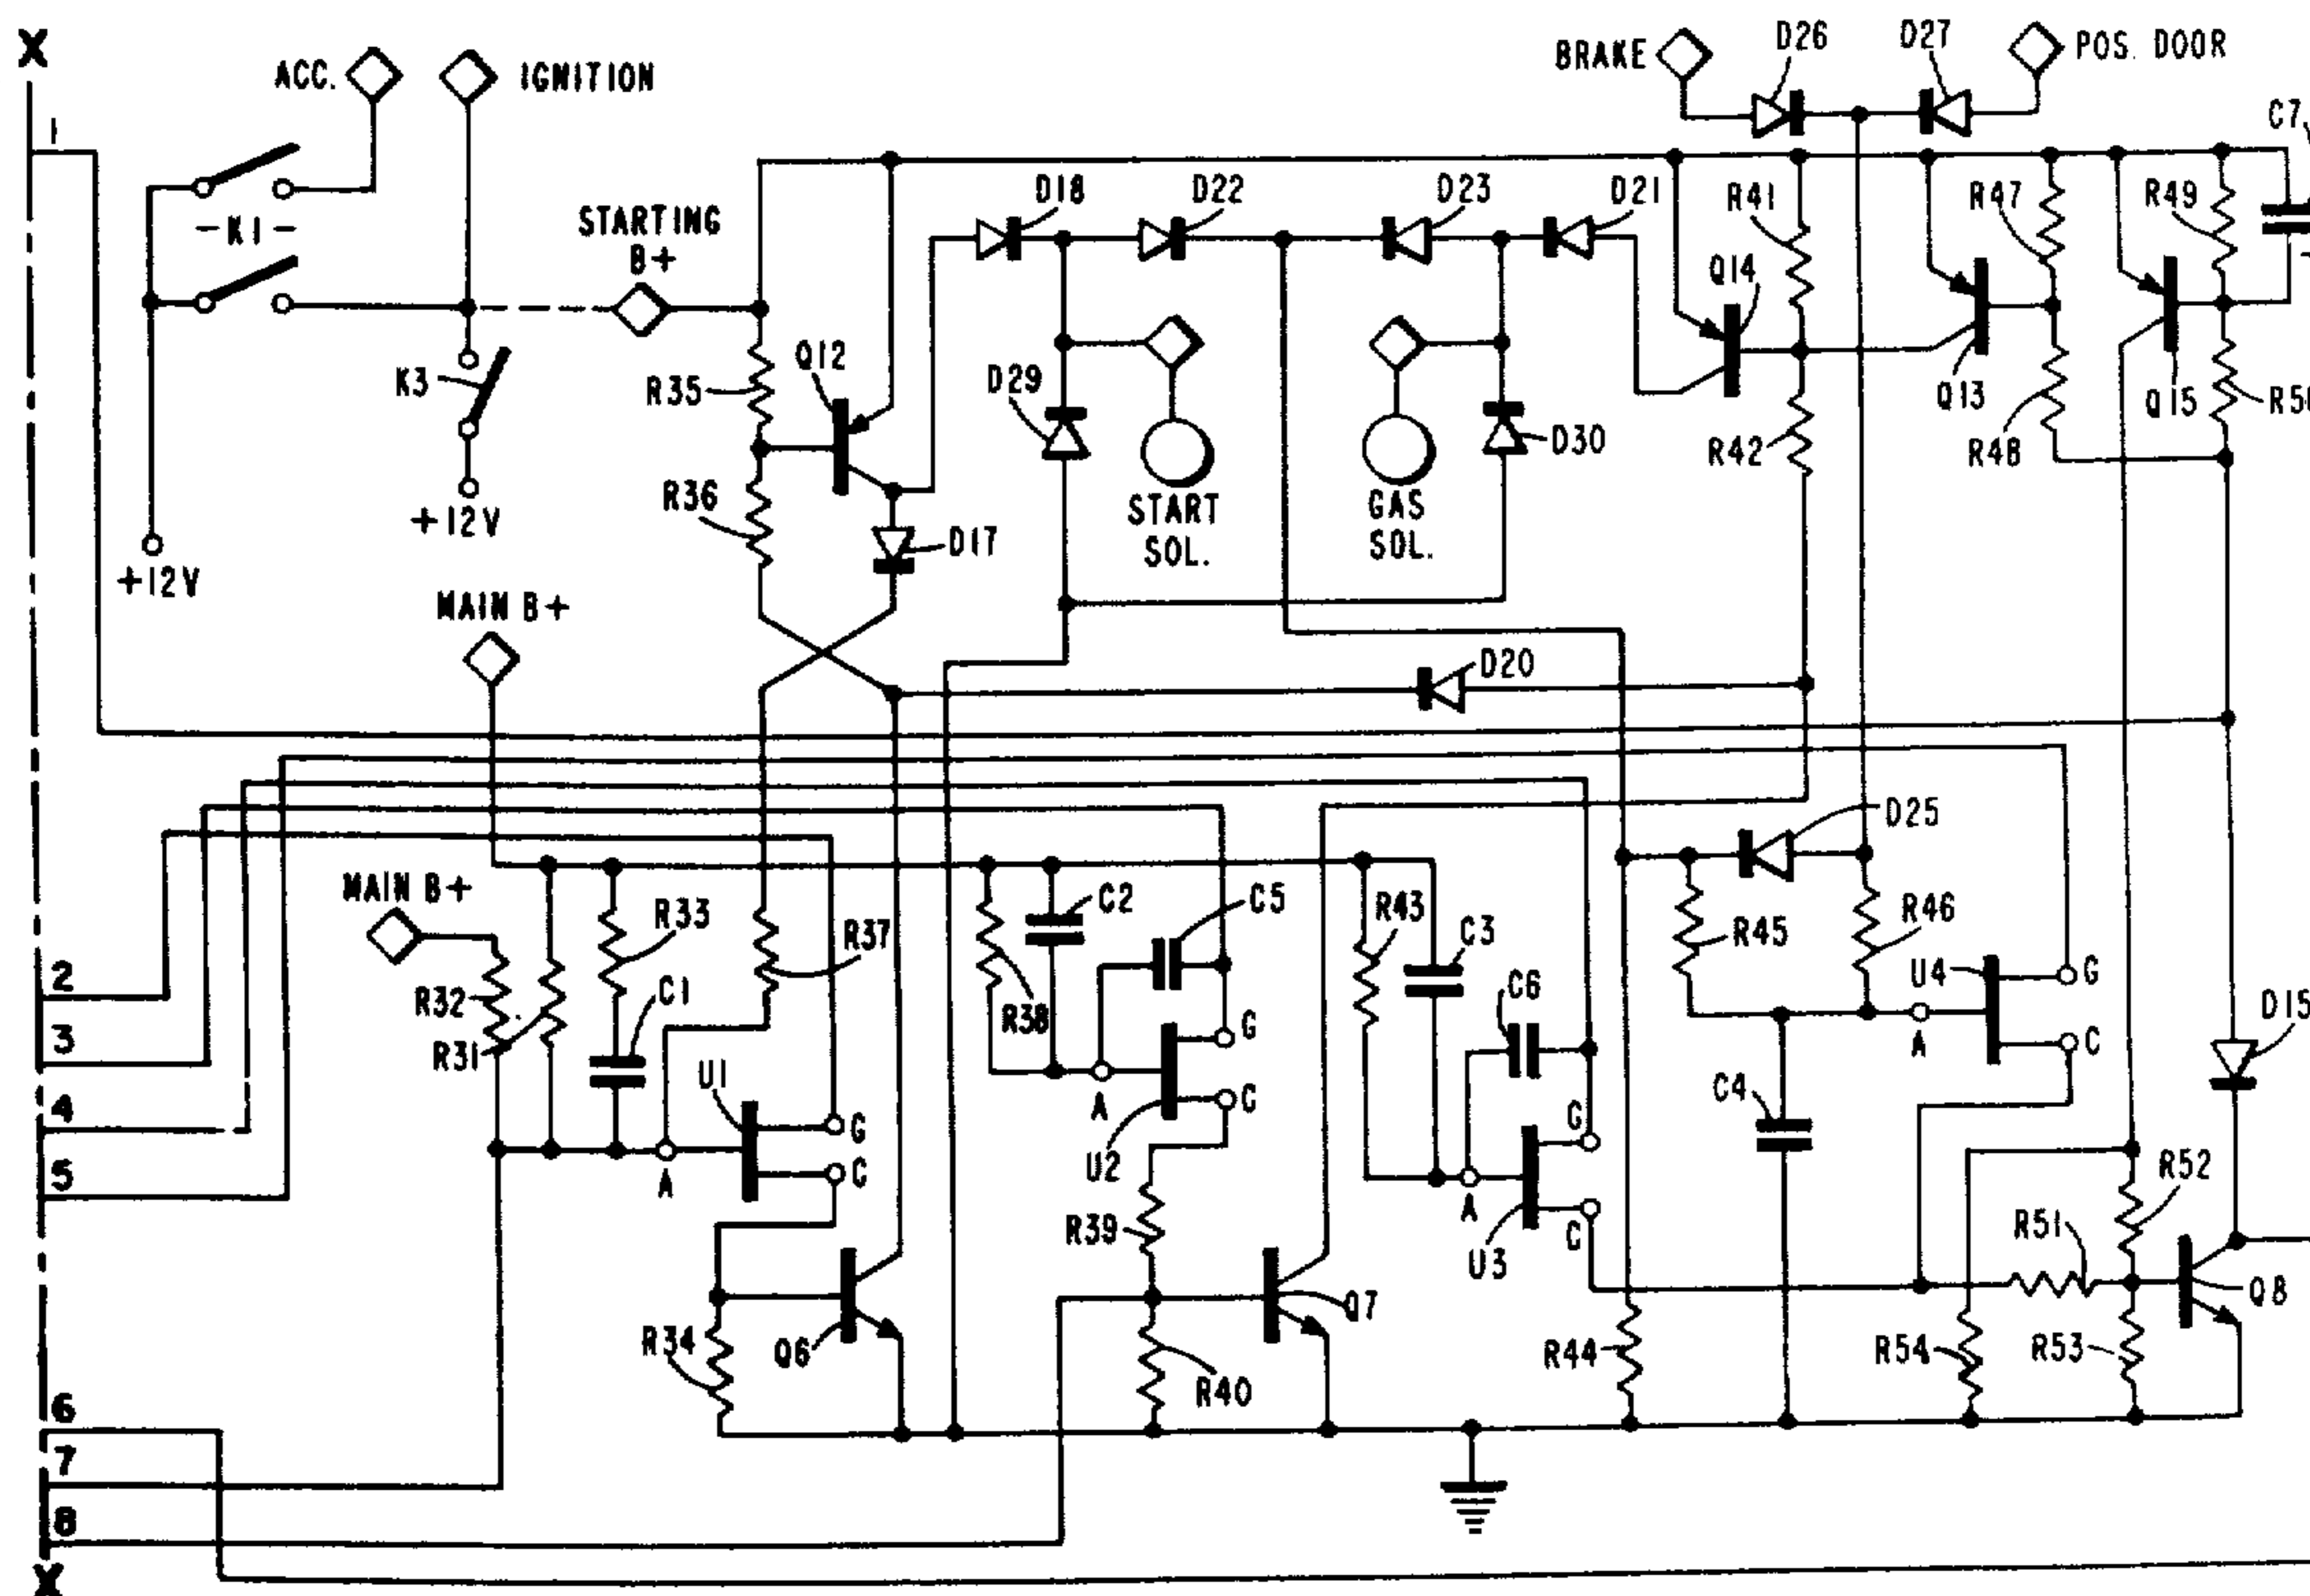 X
BRAKE
D26
D27
POS. DOOR
ACC.
IGNITION
1
C7
D18
D22
D23
D21
R41
R47
R49
STARTING
B+
-K1-
Q14
K3
R35
Q12
D29
Q13
Q15
R42
R48
D30
R36
START
SOL.
GAS
SOL.
+12V
D17
+12V
MAIN B+
D20
D25
MAIN B+
R33
R37
C2
C5
R43
C3
R45
R46
2
R32
C1
R38
C6
U4
G
3
R31
G
D15
A
C
4
U1
A
C
C4
G
5
G
U2
G
R52
A
C
A
C
R39
U3
R51
Q8
R34
Q6
Q7
R44
R54
R53
R40
6
7
8
X